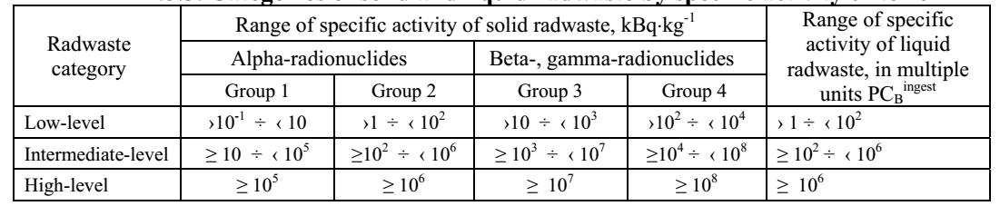 Radwaste category
Range of specific activity of solid radwaste, kBq·kg⁻¹
Range of specific activity of liquid radwaste, in multiple units PC_B^ingest
Alpha-radionuclides
Beta-, gamma-radionuclides
Group 1
Group 2
Group 3
Group 4
Low-level ›10⁻¹ ÷ ‹ 10 ›1 ÷ ‹ 10² ›10 ÷ ‹ 10³ ›10² ÷ ‹ 10⁴ › 1 ÷ ‹ 10²
Intermediate-level ≥ 10 ÷ ‹ 10⁵ ≥10² ÷ ‹ 10⁶ ≥ 10³ ÷ ‹ 10⁷ ≥10⁴ ÷ ‹ 10⁸ ≥ 10² ÷ ‹ 10⁶
High-level ≥ 10⁵ ≥ 10⁶ ≥ 10⁷ ≥ 10⁸ ≥ 10⁶